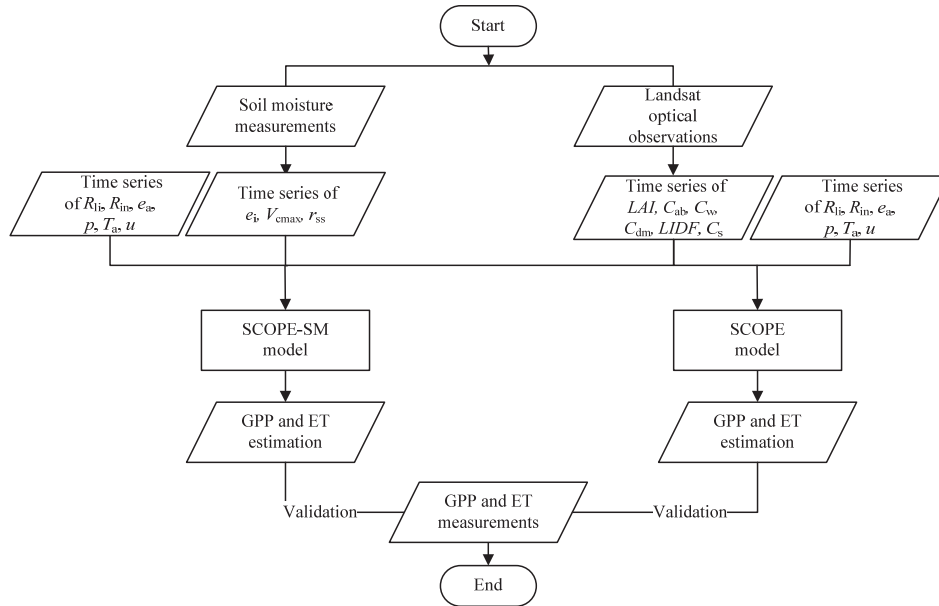 Start
Soil moisture
measurements
Landsat
optical
observations
Time series
of Rli, Rin, ea,
p, Ta, u
Time series of
ei, Vcmax, rss
Time series of
LAI, Cab, Cw,
Cdm, LIDF, Cs
Time series
of Rli, Rin, ea,
p, Ta, u
SCOPE-SM
model
SCOPE
model
GPP and ET
estimation
GPP and ET
estimation
Validation
GPP and ET
measurements
Validation
End